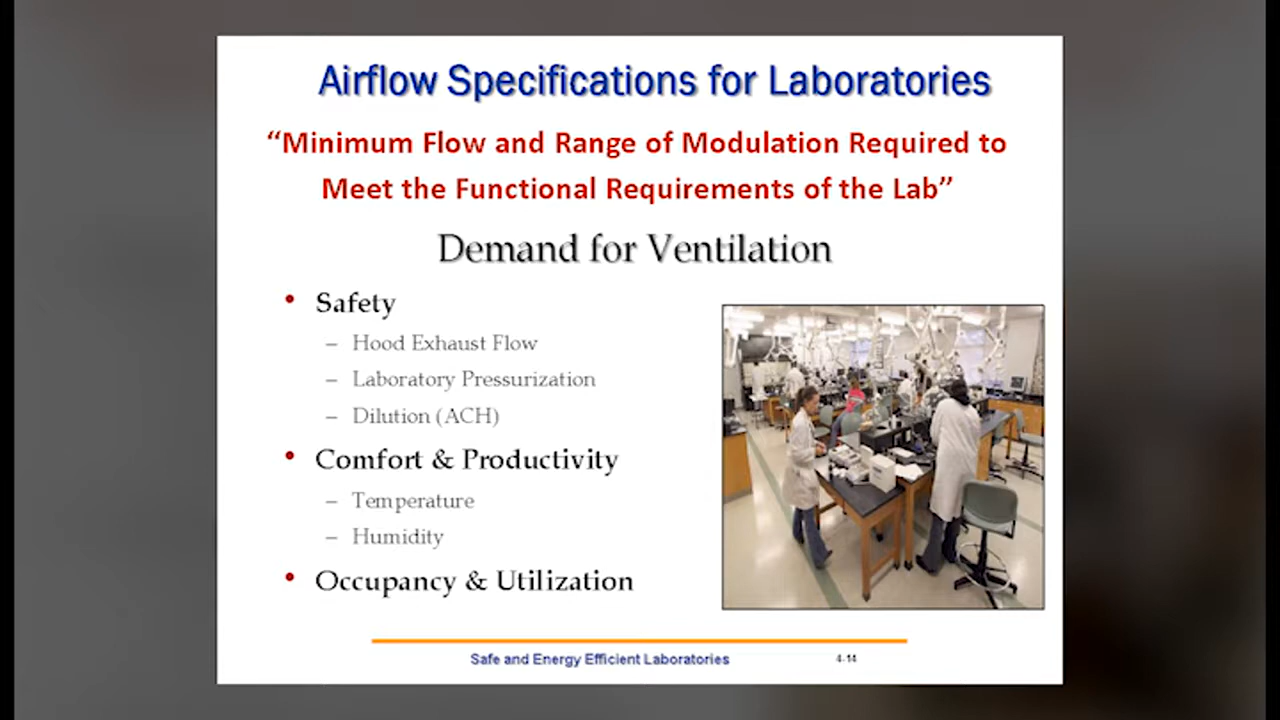 Airflow Specifications for Laboratories
“Minimum Flow and Range of Modulation Required to
Meet the Functional Requirements of the Lab”
Demand for Ventilation
• Safety
– Hood Exhaust Flow
– Laboratory Pressurization
– Dilution (ACH)
• Comfort & Productivity
– Temperature
– Humidity
• Occupancy & Utilization
Safe and Energy Efficient Laboratories
4-14